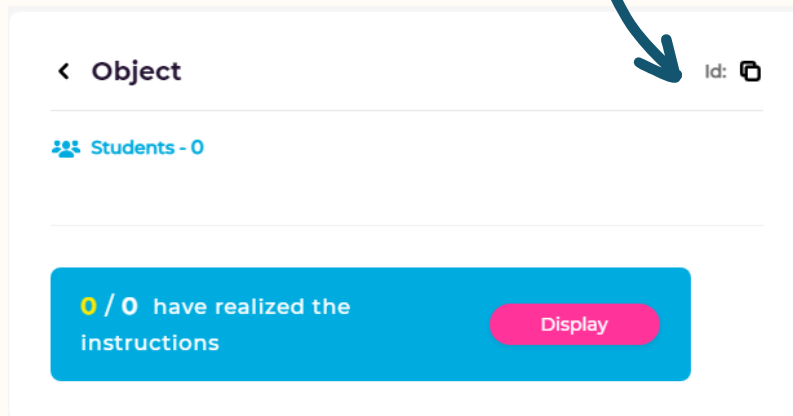 Object
Id:
Students - 0
0 / 0 have realized the
instructions
Display